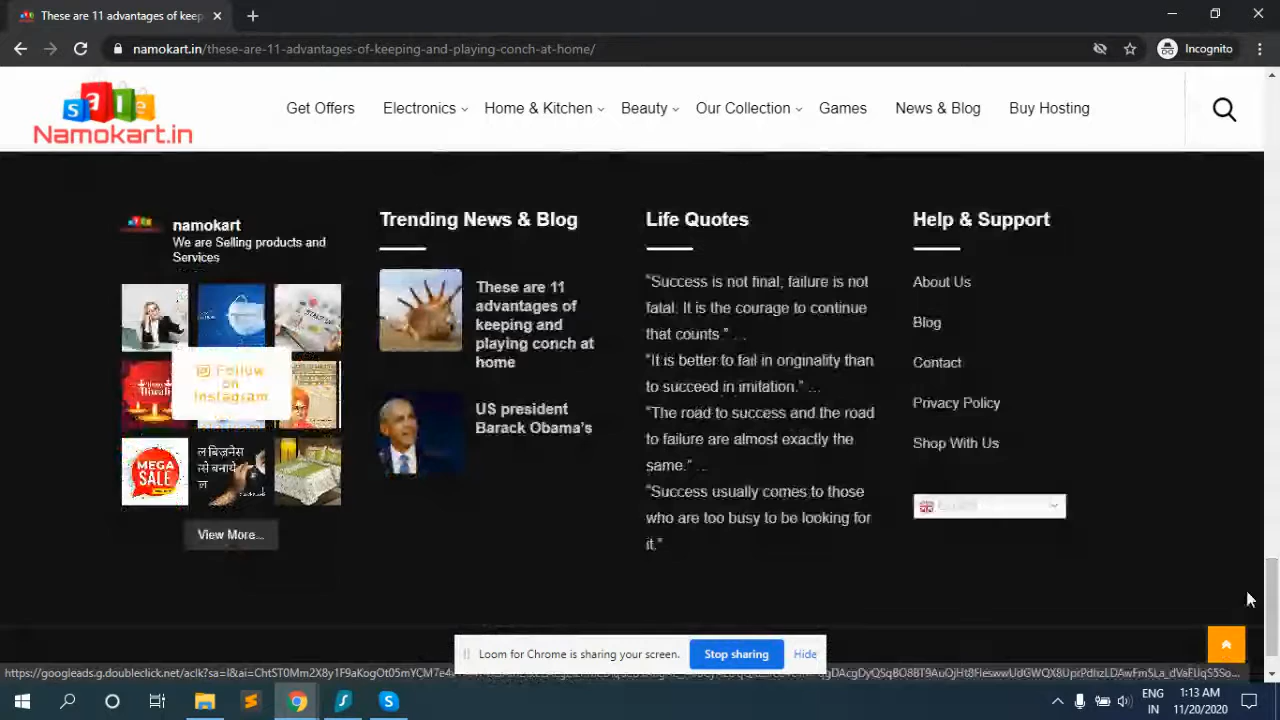 These are 11 advantages of keep
namokart.in/these-are-11-advantages-of-keeping-and-playing-conch-at-home/
Incognito
sale
Namokart.in
Get Offers
Electronics
Home & Kitchen
Beauty
Our Collection
Games
News & Blog
Buy Hosting
namokart
We are Selling products and
Services
Follow
on
Instagram
MEGA
SALE
View More...
Trending News & Blog
These are 11
advantages of
keeping and
playing conch at
home
US president
Barack Obama's
Life Quotes
"Success is not final; failure is not
fatal: It is the courage to continue
that counts." ...
"It is better to fail in originality than
to succeed in imitation." ...
"The road to success and the road
to failure are almost exactly the
same." ...
"Success usually comes to those
who are too busy to be looking for
it."
Help & Support
About Us
Blog
Contact
Privacy Policy
Shop With Us
English
Loom for Chrome is sharing your screen.
Stop sharing
Hide
ENG
IN
1:13 AM
11/20/2020